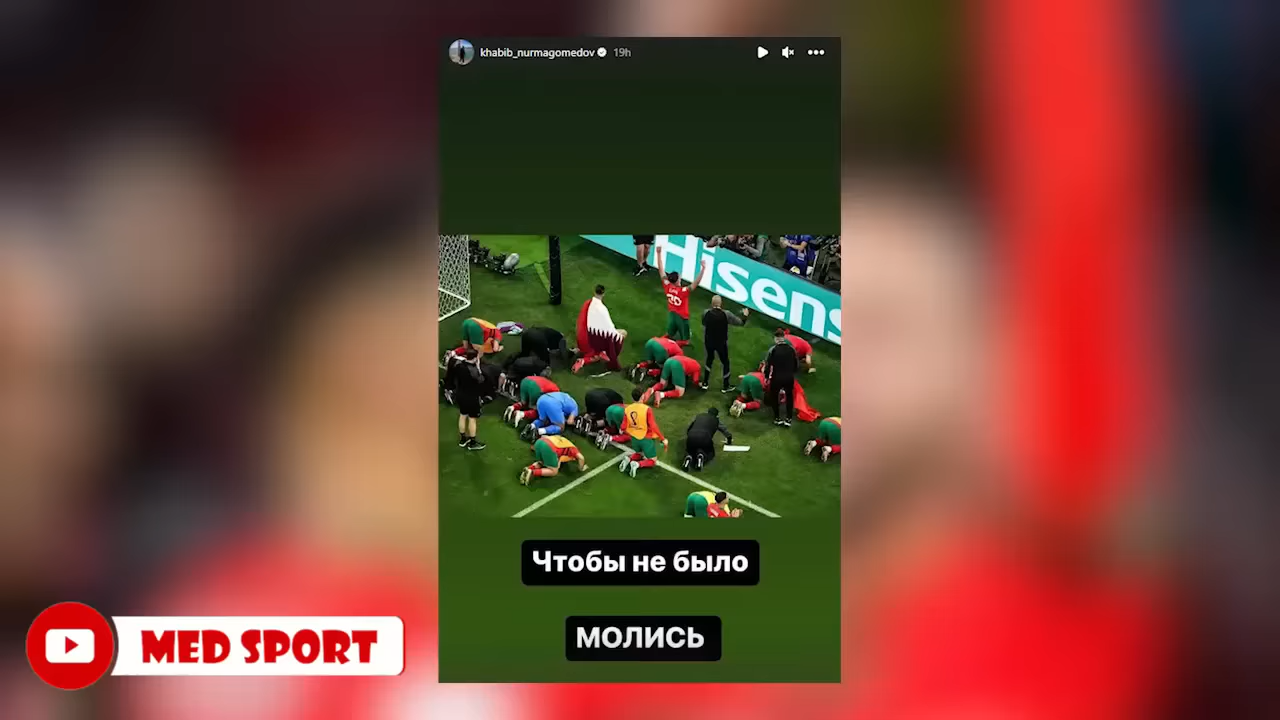 khabib_nurmagomedov 19h
Hisens
Чтобы не было
МОЛИСЬ
MED SPORT